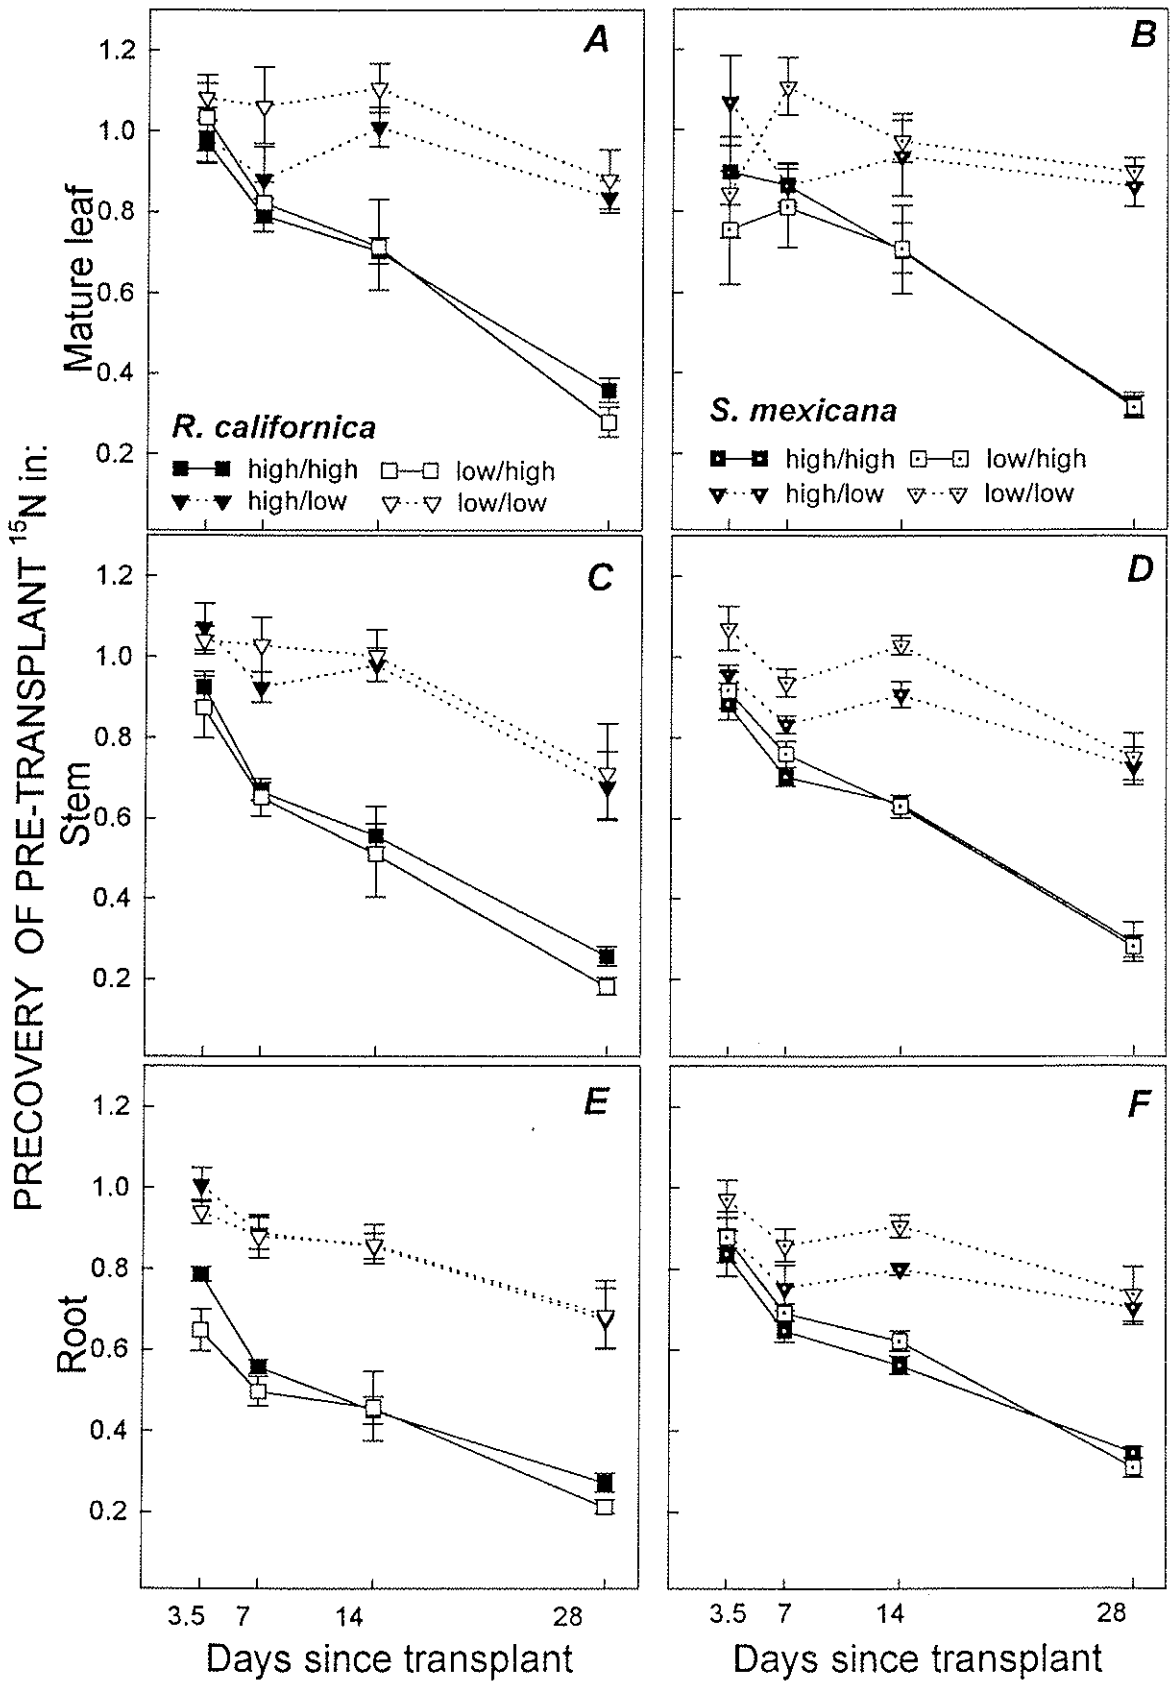 PRECOVERY OF PRE-TRANSPLANT ¹⁵N in:
Mature leaf
1.2
1.0
0.8
0.6
0.4
0.2
A
R. californica
high/high low/high
high/low low/low
B
S. mexicana
high/high low/high
high/low low/low
Stem
1.2
1.0
0.8
0.6
0.4
0.2
C
D
Root
1.2
1.0
0.8
0.6
0.4
0.2
E
F
3.5 7 14 28
Days since transplant
3.5 7 14 28
Days since transplant